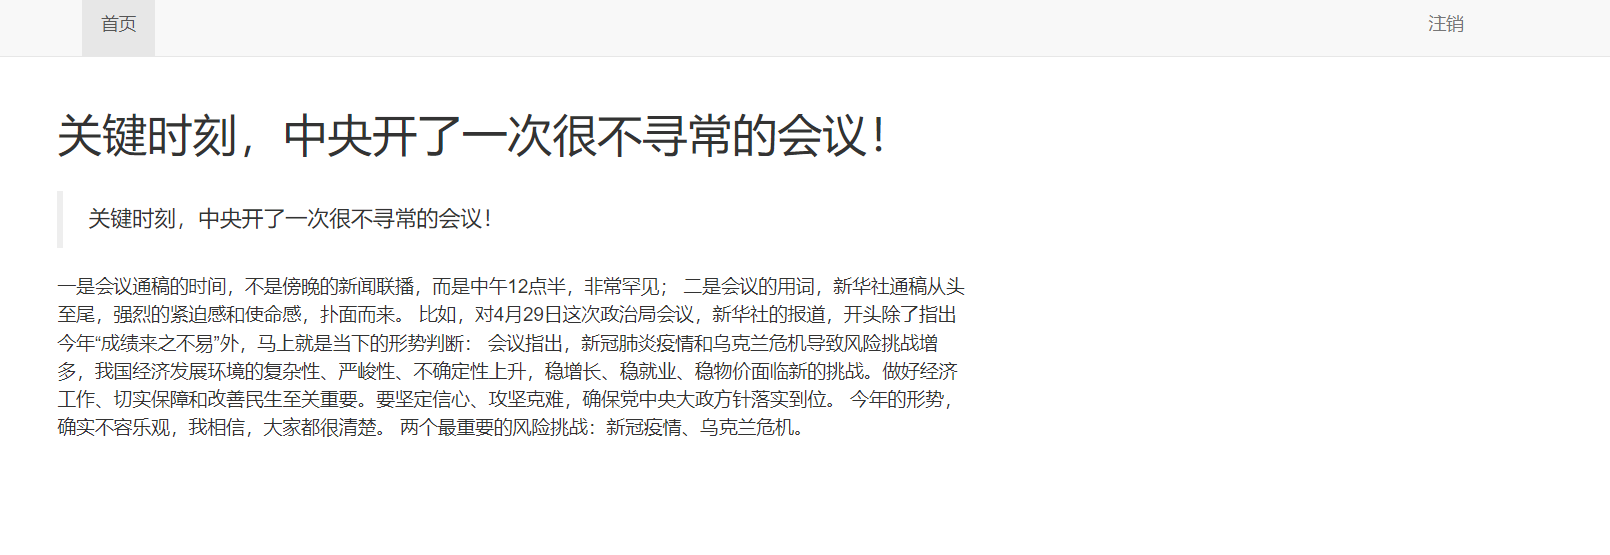 首页 注销
关键时刻，中央开了一次很不寻常的会议！
关键时刻，中央开了一次很不寻常的会议！
一是会议通稿的时间，不是傍晚的新闻联播，而是中午12点半，非常罕见； 二是会议的用词，新华社通稿从头
至尾，强烈的紧迫感和使命感，扑面而来。 比如，对4月29日这次政治局会议，新华社的报道，开头除了指出
今年“成绩来之不易”外，马上就是当下的形势判断： 会议指出，新冠肺炎疫情和乌克兰危机导致风险挑战增
多，我国经济发展环境的复杂性、严峻性、不确定性上升，稳增长、稳就业、稳物价面临新的挑战。做好经济
工作、切实保障和改善民生至关重要。要坚定信心、攻坚克难，确保党中央大政方针落实到位。 今年的形势，
确实不容乐观，我相信，大家都很清楚。 两个最重要的风险挑战：新冠疫情、乌克兰危机。